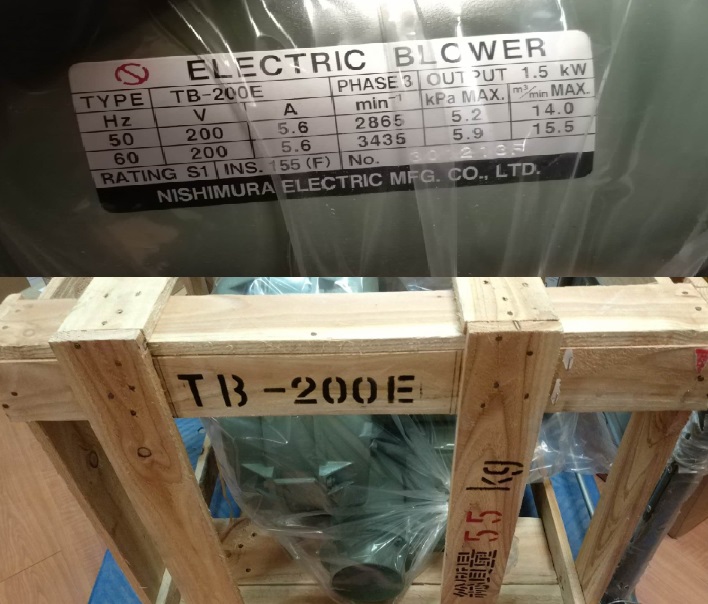 ELECTRIC BLOWER
TYPE TB-200E PHASE 3 OUTPUT 1.5 kW
Hz V A min⁻¹ kPa MAX. m³/min MAX.
50 200 5.6 2865 5.2 14.0
60 200 5.6 3435 5.9 15.5
RATING S1 INS. 155 (F) No.
NISHIMURA ELECTRIC MFG. CO., LTD.
TB-200E
55 kg